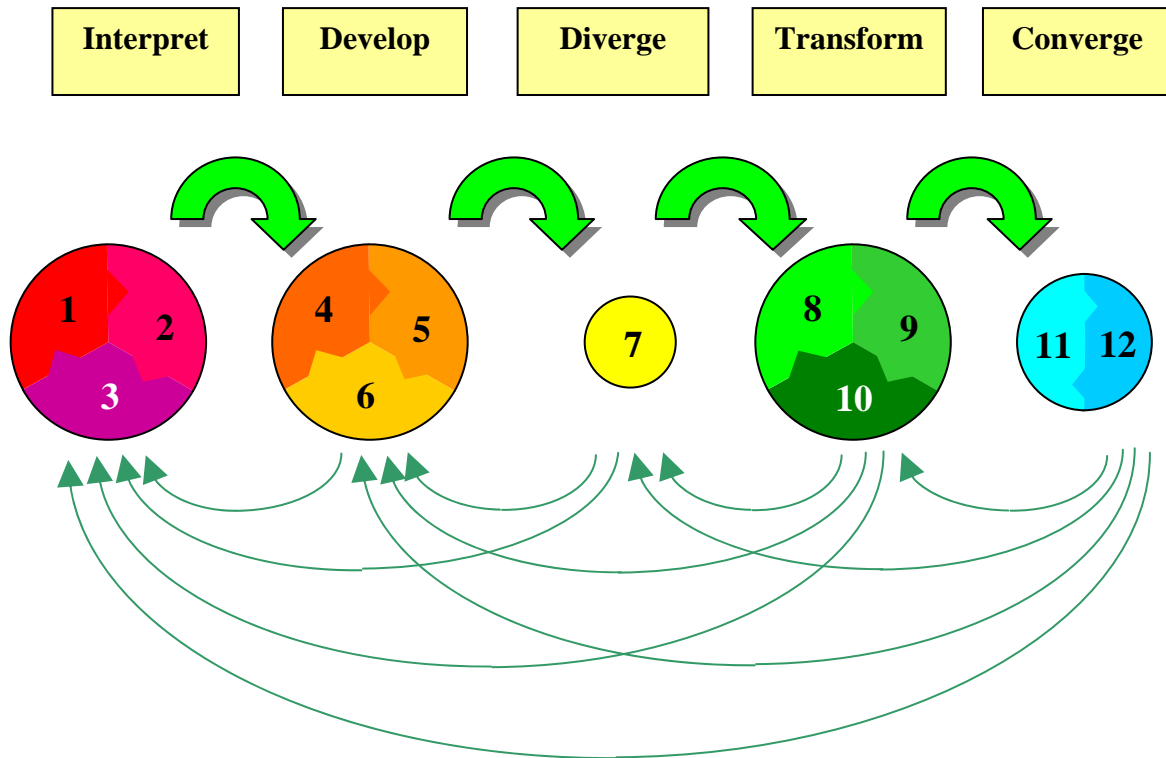 Interpret
Develop
Diverge
Transform
Converge
1
2
3
4
5
6
7
8
9
10
11
12